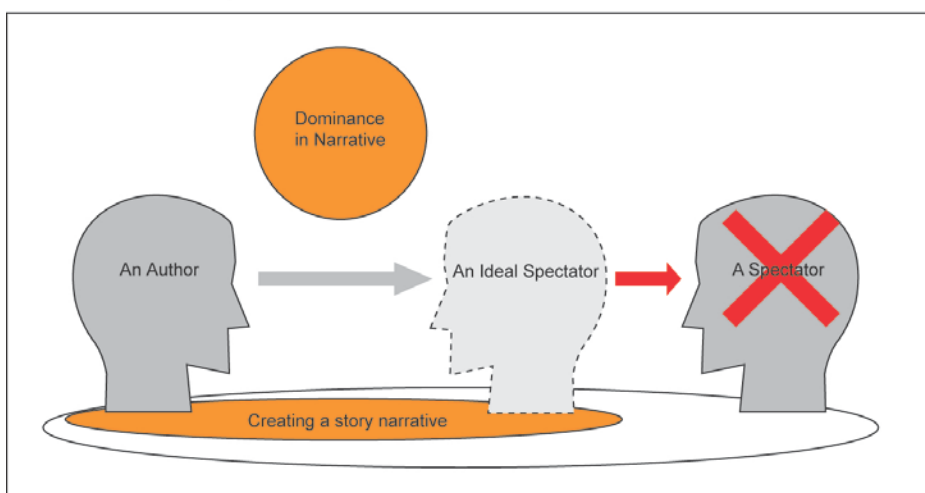 Dominance
in Narrative
An Author
An Ideal Spectator
A Spectator
Creating a story narrative